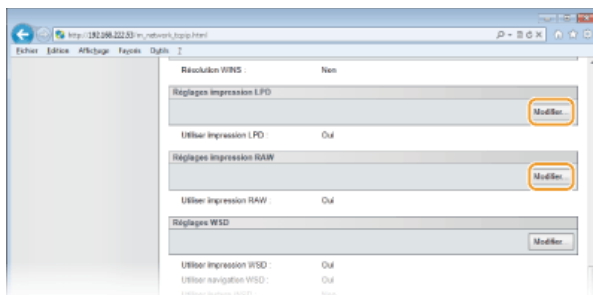 http://192.168.222.53/m_network_tcpip.html
Fichier Edition Affichage Favoris Outils ?
Résolution WINS : Non
Réglages impression LPD
Modifier...
Utiliser impression LPD : Oui
Réglages impression RAW
Modifier...
Utiliser impression RAW : Oui
Réglages WSD
Modifier...
Utiliser impression WSD : Oui
Utiliser navigation WSD : Oui